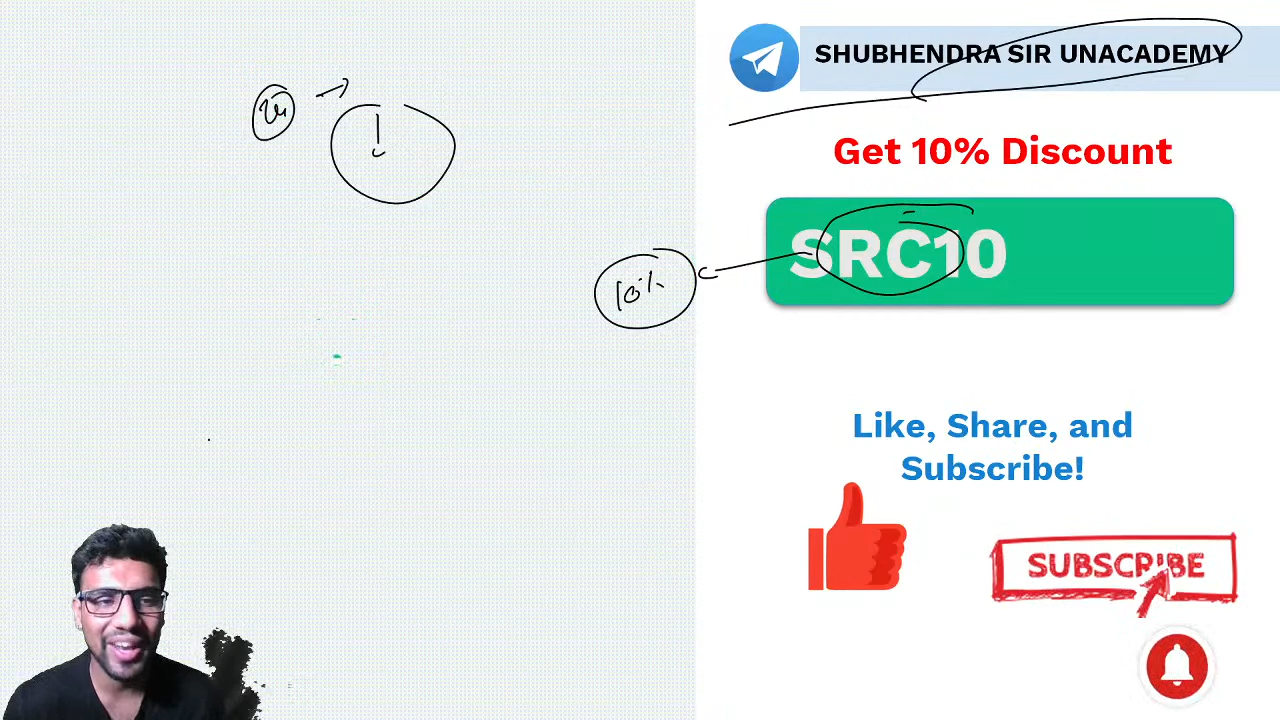 SHUBHENDRA SIR UNACADEMY
Get 10% Discount
SRC10
10%
Like, Share, and
Subscribe!
SUBSCRIBE